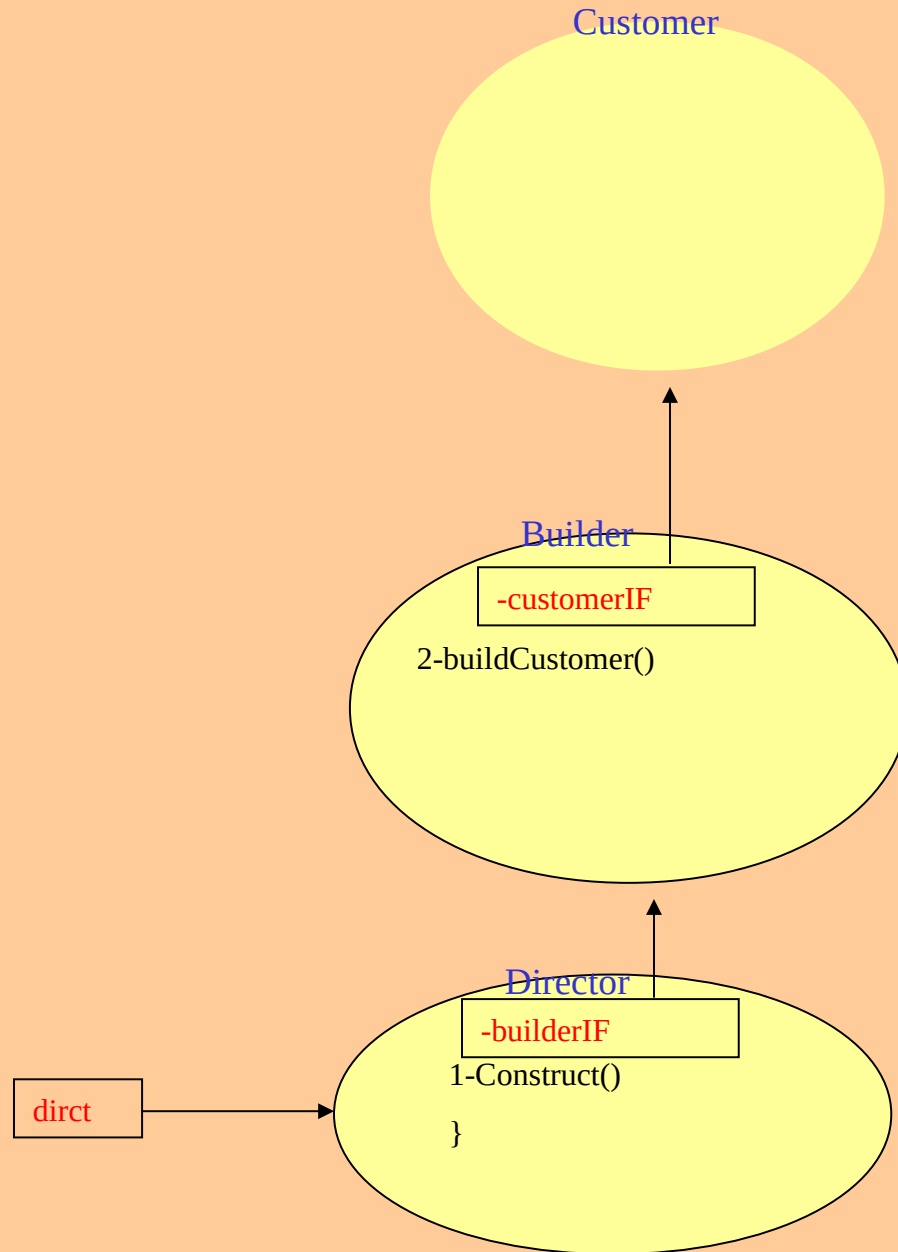 Customer
Builder
-customerIF
2-buildCustomer()
Director
-builderIF
1-Construct()
dirct
}